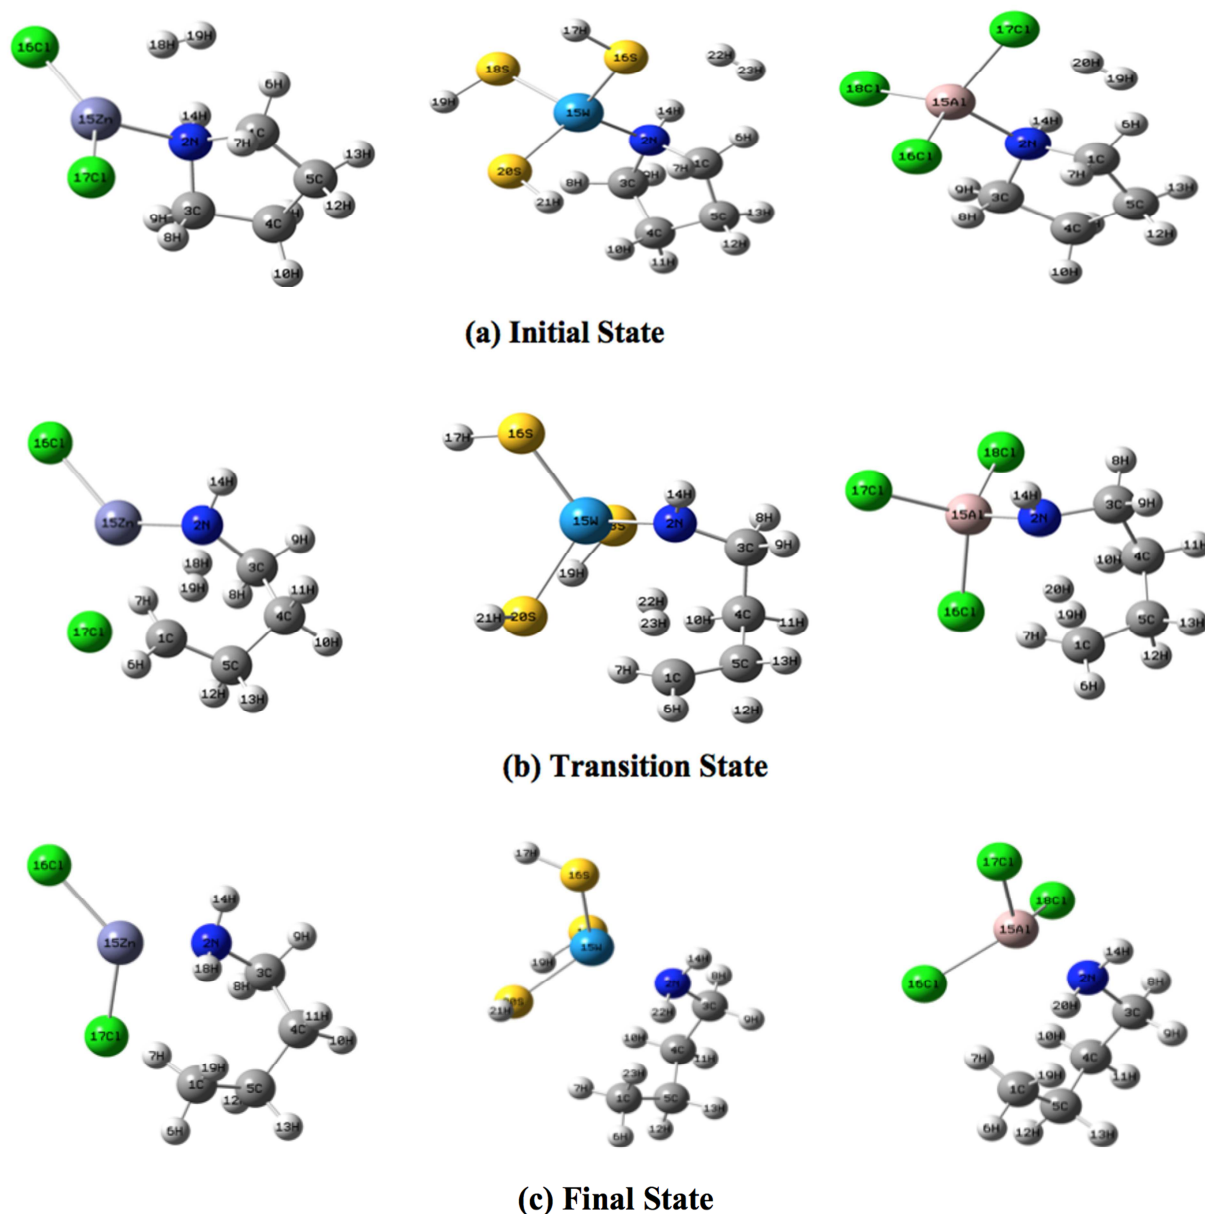 16Cl 18H 19H 6H 14H 15Zn 2N 7H 13H 5C 12H 17Cl 9H 3C 8H 4C 10H
17H 16S 22H 23H 18S 19H 15W 14H 2N 6H 1C 7H 20S 8H 3C 21H 5C 13H 4C 10H 12H 11H
17Cl 20H 19H 18Cl 15Al 14H 6H 2N 16Cl 1C 7H 9H 3C 13H 8H 5C 4C 12H 10H
(a) Initial State
16Cl 14H 15Zn 2N 9H 18H 3C 19H 11H 7H 8H 4C 17Cl 1C 10H 6H 5C 12H 13H
17H 16S 14H 8H 15W 2N 3C 9H 19H 22H 21H 20S 23H 10H 4C 11H 7H 1C 5C 13H 6H 12H
18Cl 8H 17Cl 14H 15Al 2N 3C 9H 10H 4C 11H 20H 16Cl 19H 7H 1C 5C 13H 12H 6H
(b) Transition State
16Cl 14H 15Zn 2N 9H 18H 3C 8H 11H 17Cl 4C 10H 7H 19H 1C 5C 6H 13H
17H 16S 15W 19H 14H 8H 2N 3C 21H 22H 9H 10H 4C 11H 23H 7H 1C 5C 13H 6H 12H
17Cl 18Cl 15Al 14H 16Cl 2N 8H 20H 3C 9H 10H 4C 7H 19H 11H 1C 5C 6H 12H 13H
(c) Final State